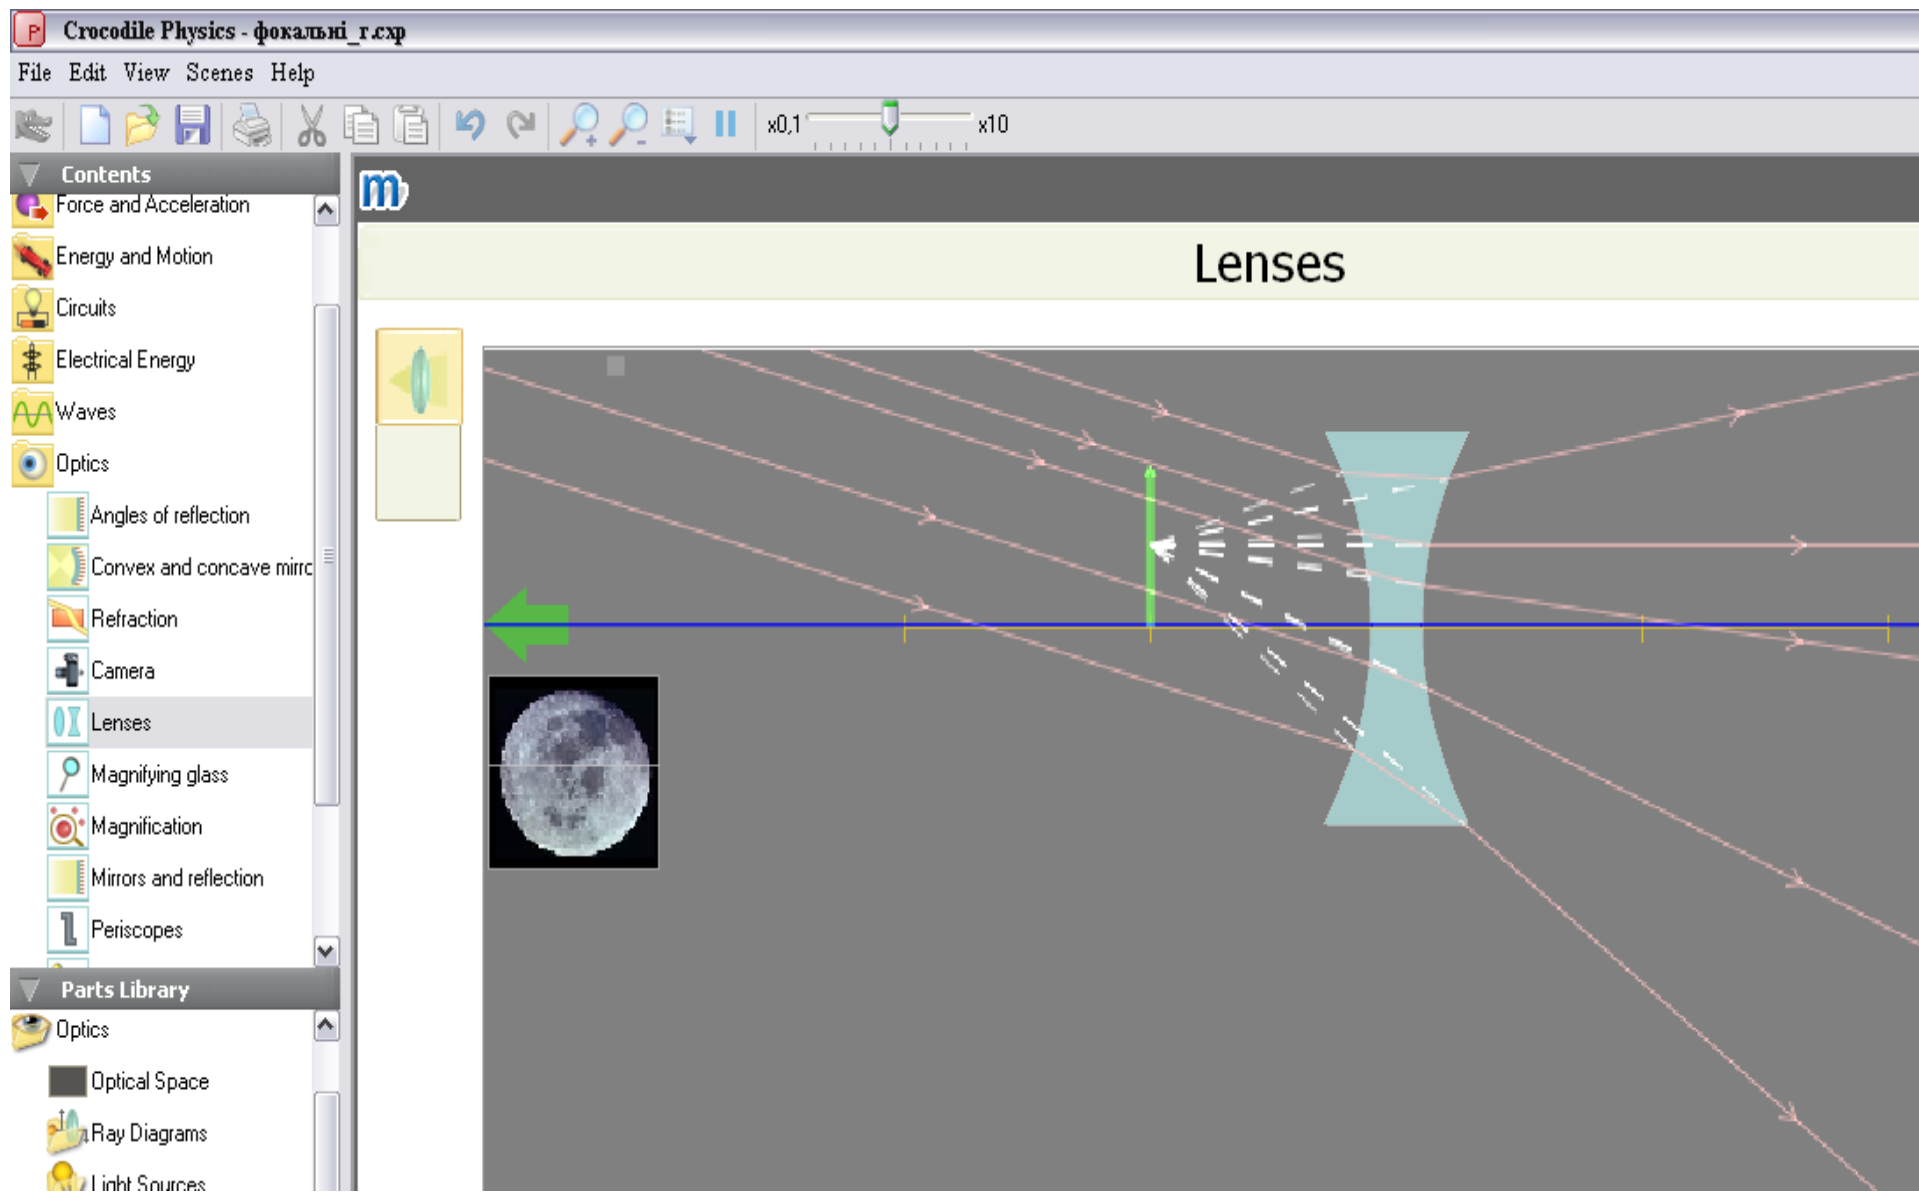 Crocodile Physics - фокальні_г.cxp
File Edit View Scenes Help
x0,1 x10
Contents
Force and Acceleration
Energy and Motion
Circuits
Electrical Energy
Waves
Optics
Angles of reflection
Convex and concave mirrc
Refraction
Camera
Lenses
Magnifying glass
Magnification
Mirrors and reflection
Periscopes
Parts Library
Optics
Optical Space
Ray Diagrams
Light Sources
m
Lenses